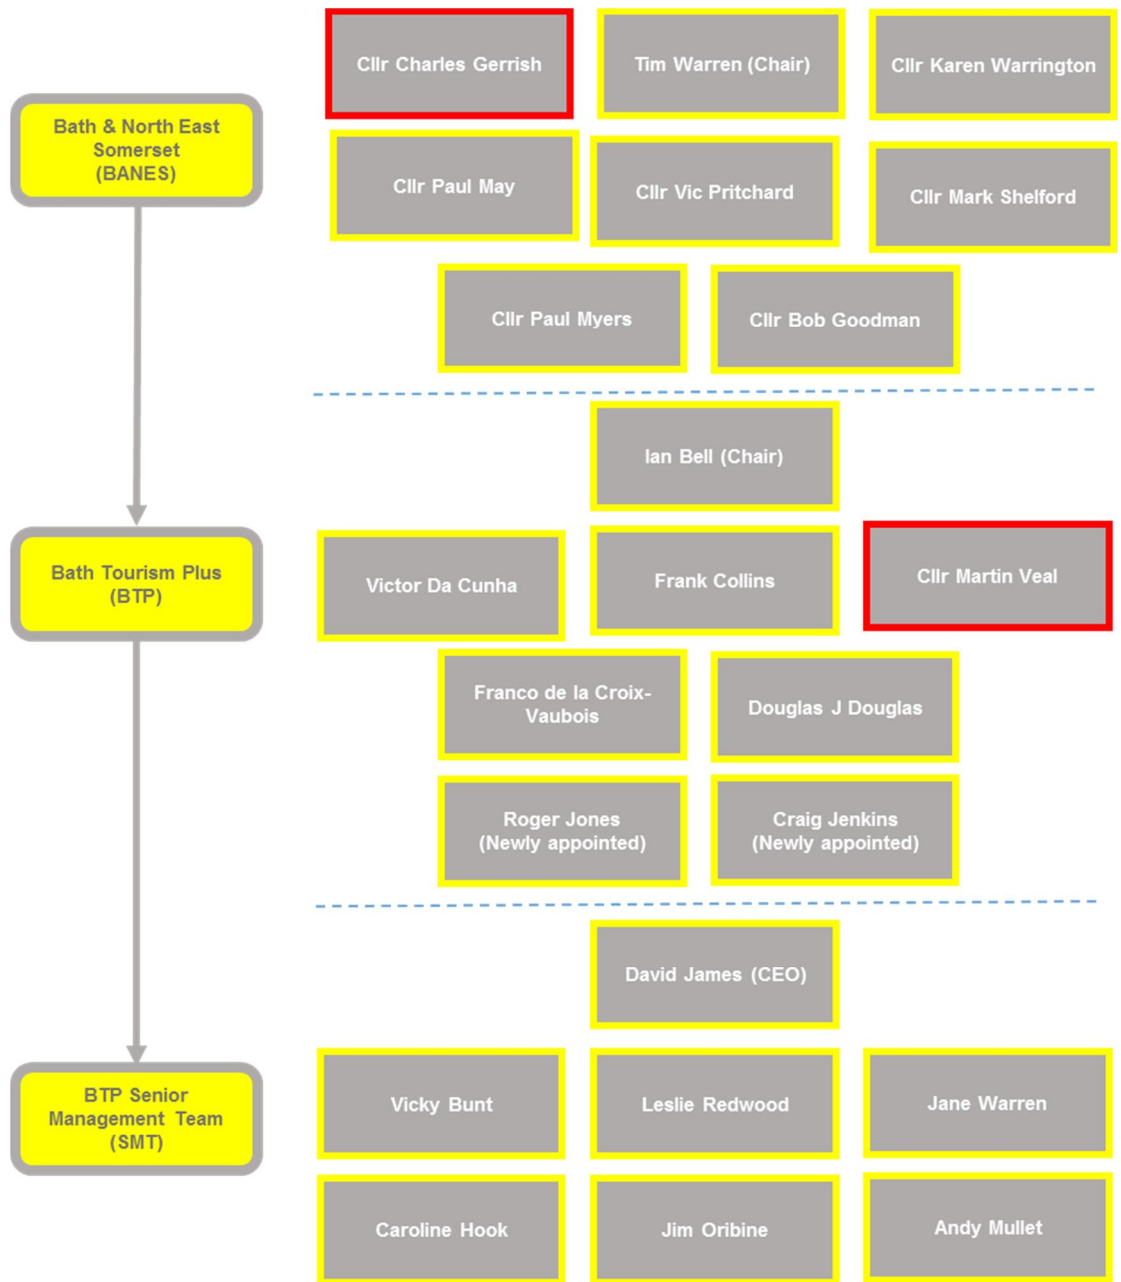 Cllr Charles Gerrish
Tim Warren (Chair)
Cllr Karen Warrington
Bath & North East
Somerset
(BANES)
Cllr Paul May
Cllr Vic Pritchard
Cllr Mark Shelford
Cllr Paul Myers
Cllr Bob Goodman
Ian Bell (Chair)
Bath Tourism Plus
(BTP)
Victor Da Cunha
Frank Collins
Cllr Martin Veal
Franco de la Croix-
Vaubois
Douglas J Douglas
Roger Jones
(Newly appointed)
Craig Jenkins
(Newly appointed)
David James (CEO)
BTP Senior
Management Team
(SMT)
Vicky Bunt
Leslie Redwood
Jane Warren
Caroline Hook
Jim Oribine
Andy Mullet